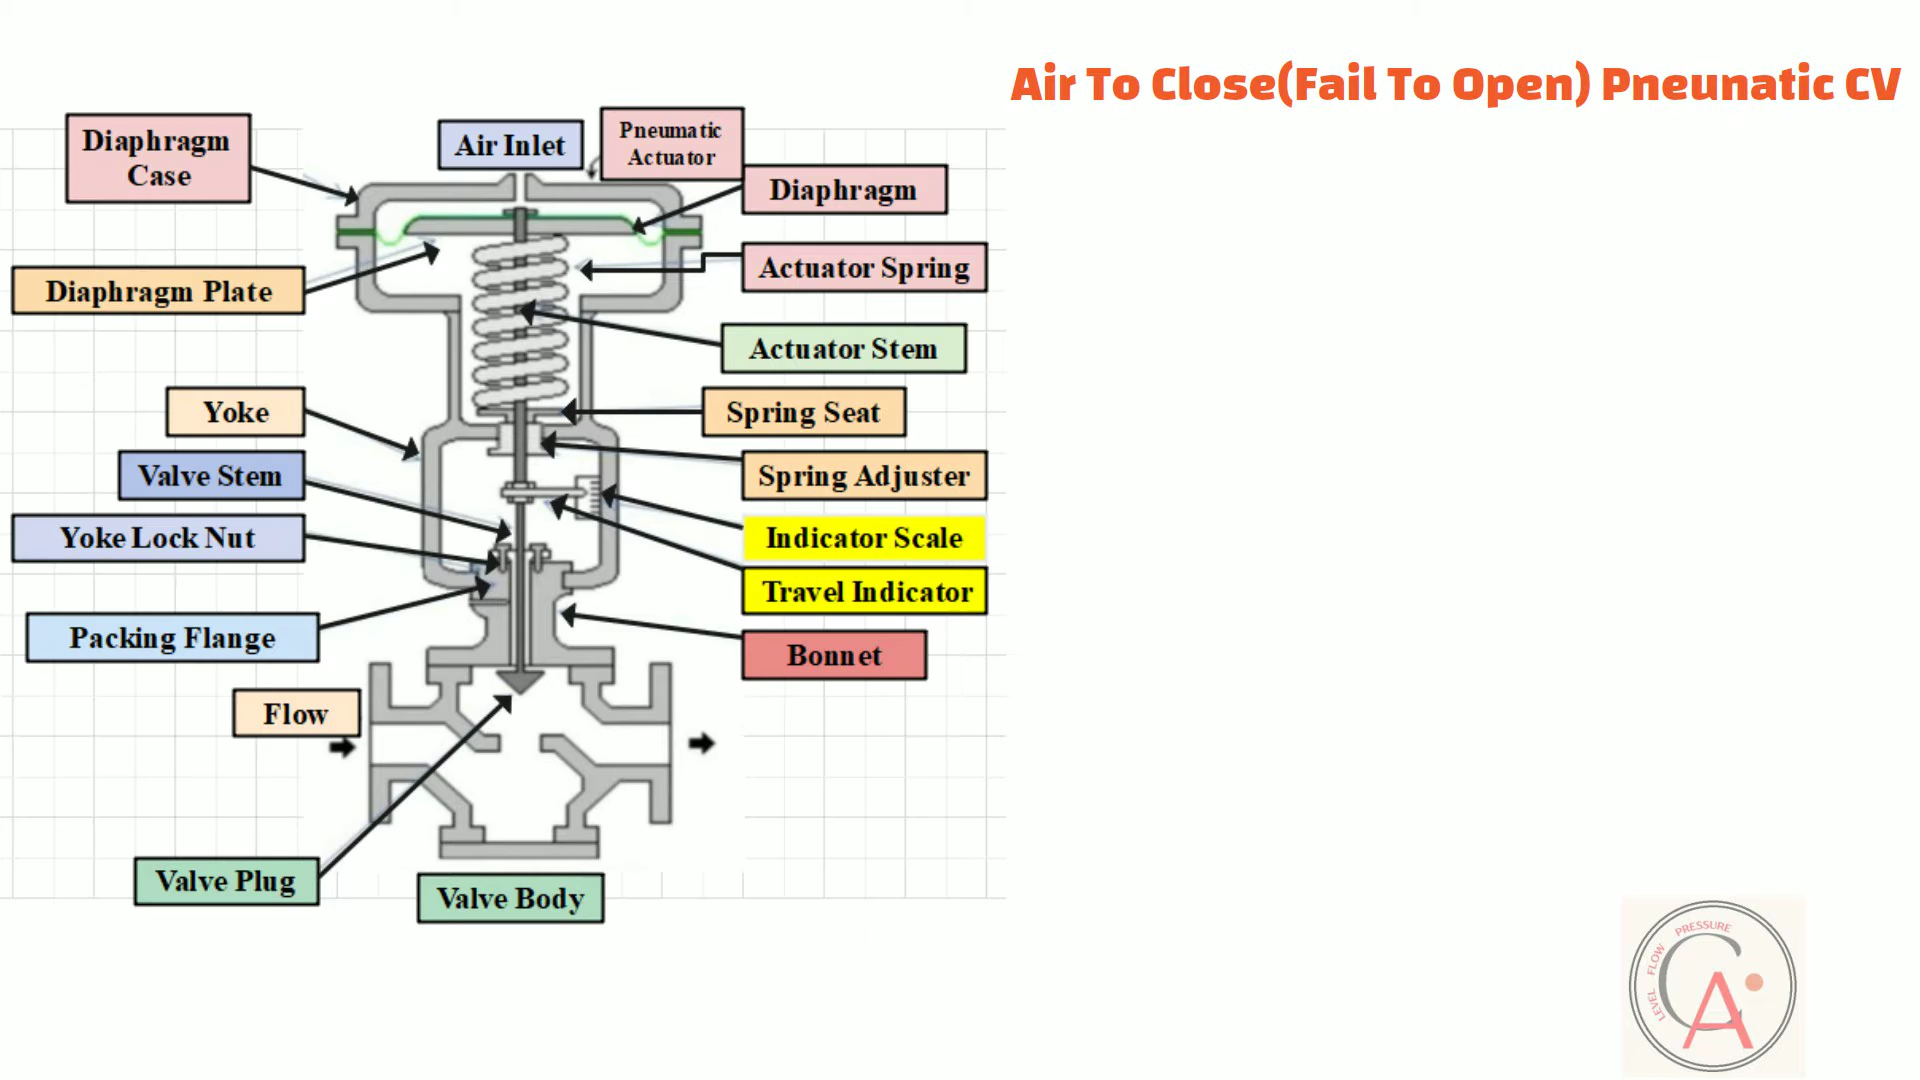 Air To Close(Fail To Open) Pneunatic CV
Diaphragm
Case
Air Inlet
Pneumatic
Actuator
Diaphragm
Actuator Spring
Diaphragm Plate
Actuator Stem
Yoke
Spring Seat
Valve Stem
Spring Adjuster
Yoke Lock Nut
Indicator Scale
Travel Indicator
Packing Flange
Bonnet
Flow
Valve Plug
Valve Body
LEVEL FLOW PRESSURE
CA